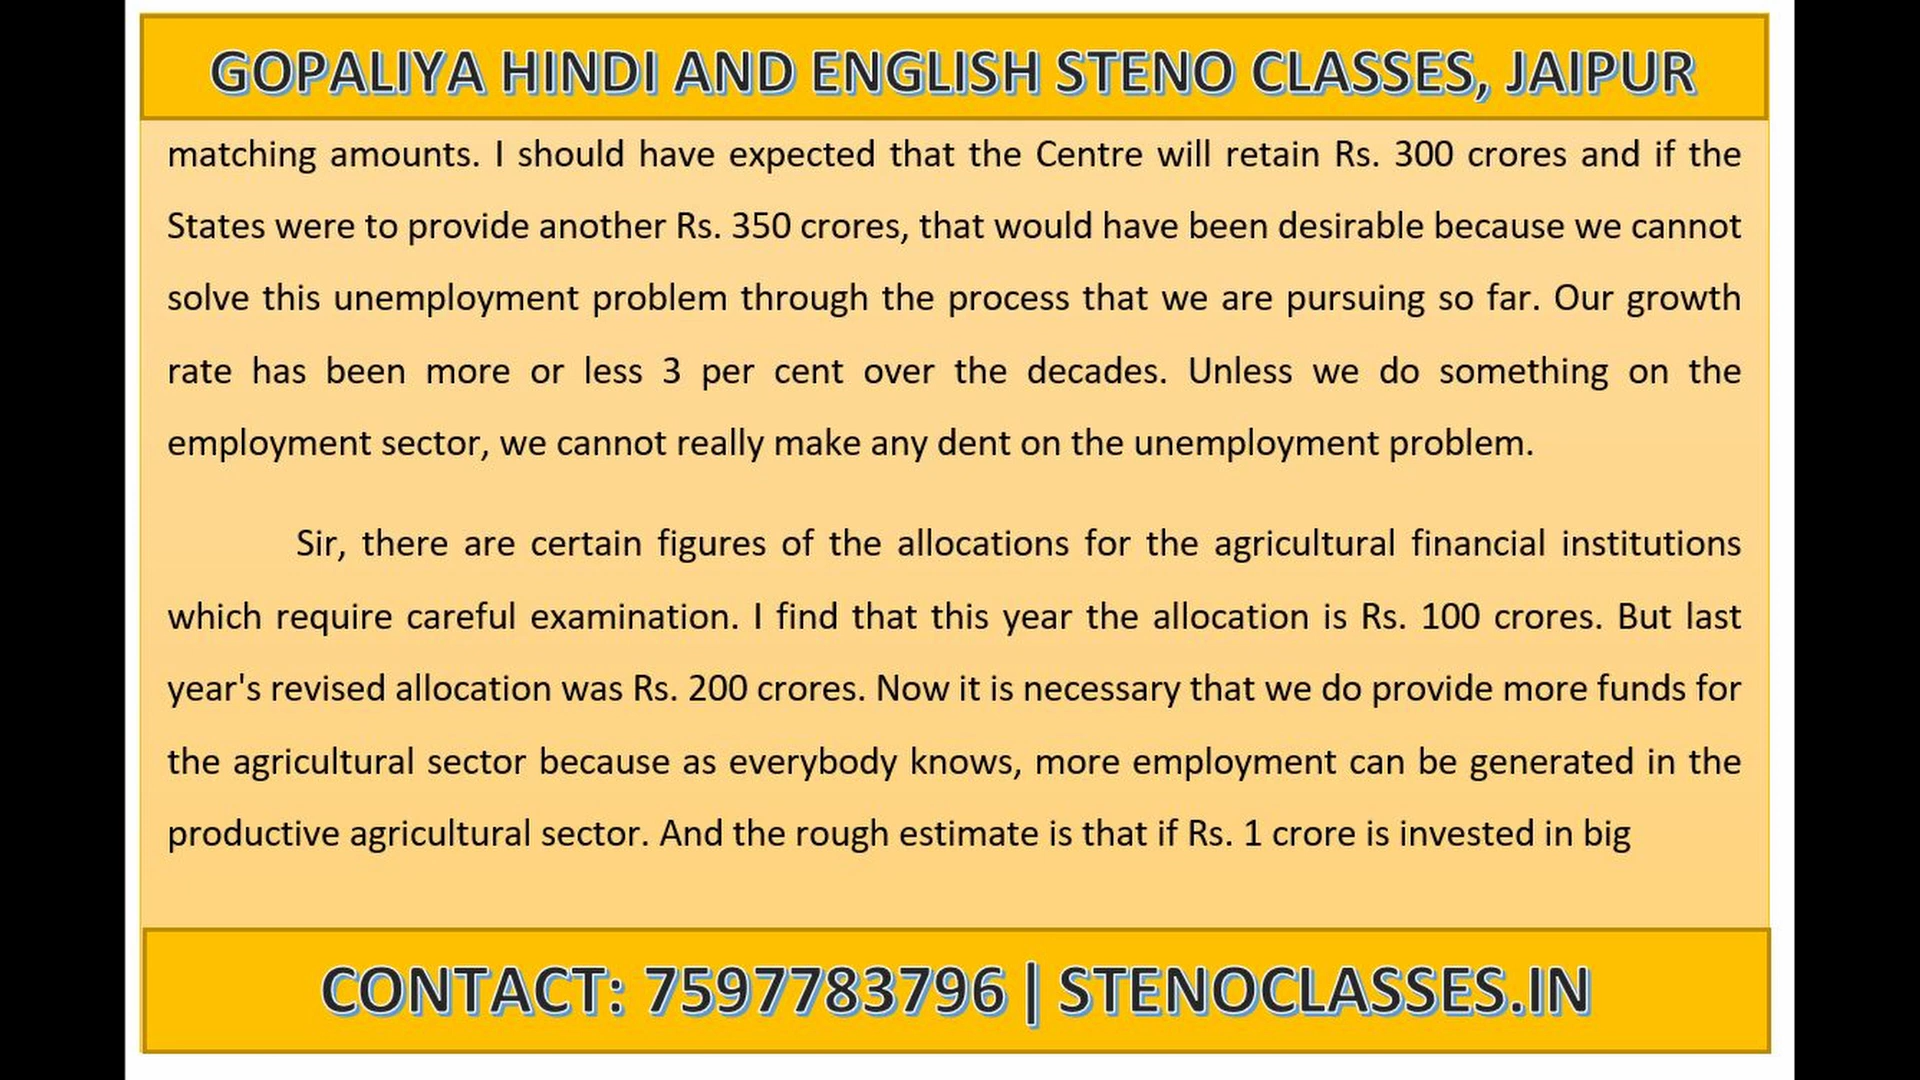 GOPALIYA HINDI AND ENGLISH STENO CLASSES, JAIPUR
matching amounts. I should have expected that the Centre will retain Rs. 300 crores and if the
States were to provide another Rs. 350 crores, that would have been desirable because we cannot
solve this unemployment problem through the process that we are pursuing so far. Our growth
rate has been more or less 3 per cent over the decades. Unless we do something on the
employment sector, we cannot really make any dent on the unemployment problem.
Sir, there are certain figures of the allocations for the agricultural financial institutions
which require careful examination. I find that this year the allocation is Rs. 100 crores. But last
year's revised allocation was Rs. 200 crores. Now it is necessary that we do provide more funds for
the agricultural sector because as everybody knows, more employment can be generated in the
productive agricultural sector. And the rough estimate is that if Rs. 1 crore is invested in big
CONTACT: 7597783796 | STENOCLASSES.IN